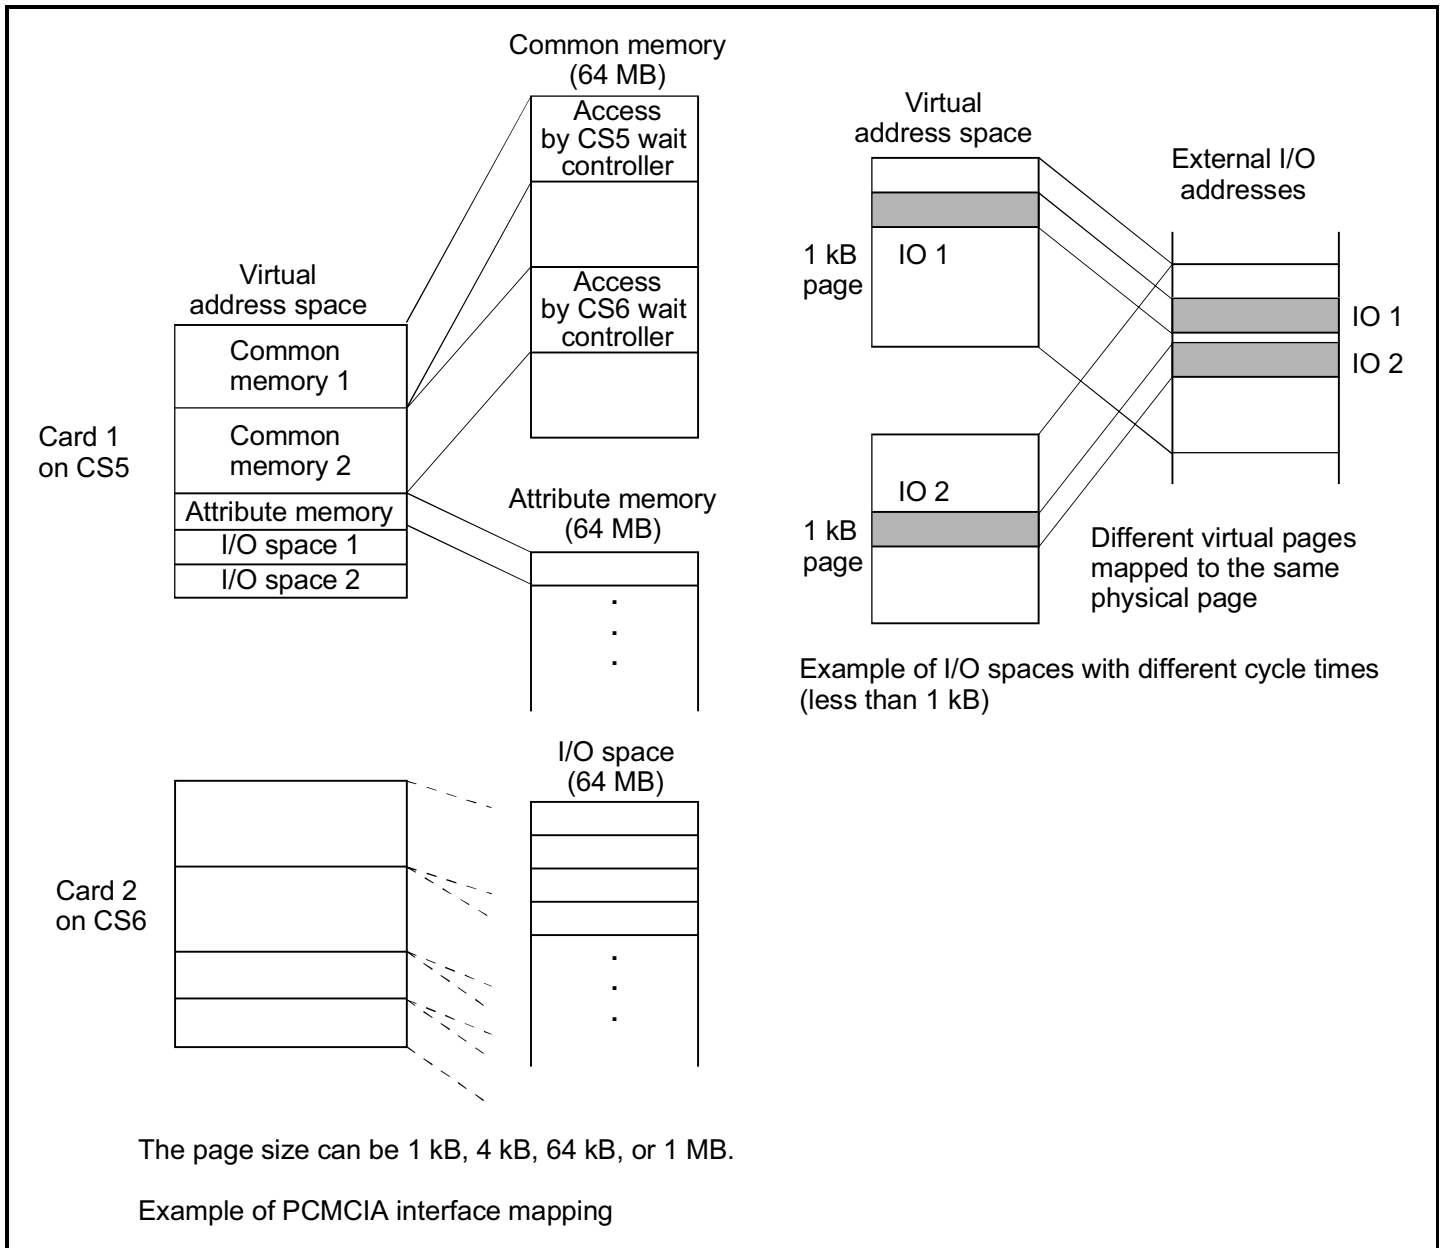 Common memory
(64 MB)
Access
by CS5 wait
controller
Access
by CS6 wait
controller
Virtual
address space
Common
memory 1
Common
memory 2
Attribute memory
I/O space 1
I/O space 2
Card 1
on CS5
Attribute memory
(64 MB)
.
.
.
I/O space
(64 MB)
.
.
.
Card 2
on CS6
Virtual
address space
External I/O
addresses
1 kB
page
IO 1
IO 1
IO 2
IO 2
1 kB
page
Different virtual pages
mapped to the same
physical page
Example of I/O spaces with different cycle times
(less than 1 kB)
The page size can be 1 kB, 4 kB, 64 kB, or 1 MB.
Example of PCMCIA interface mapping